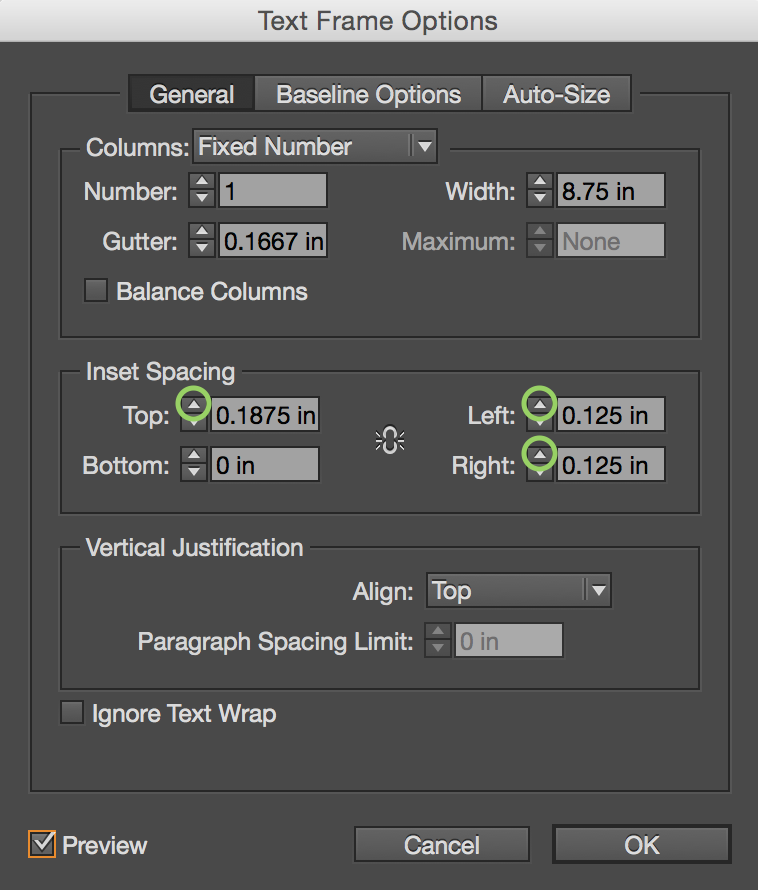 Text Frame Options
General Baseline Options Auto-Size
Columns: Fixed Number
Number: 1 Width: 8.75 in
Gutter: 0.1667 in Maximum: None
Balance Columns
Inset Spacing
Top: 0.1875 in Left: 0.125 in
Bottom: 0 in Right: 0.125 in
Vertical Justification
Align: Top
Paragraph Spacing Limit: 0 in
Ignore Text Wrap
Preview Cancel OK